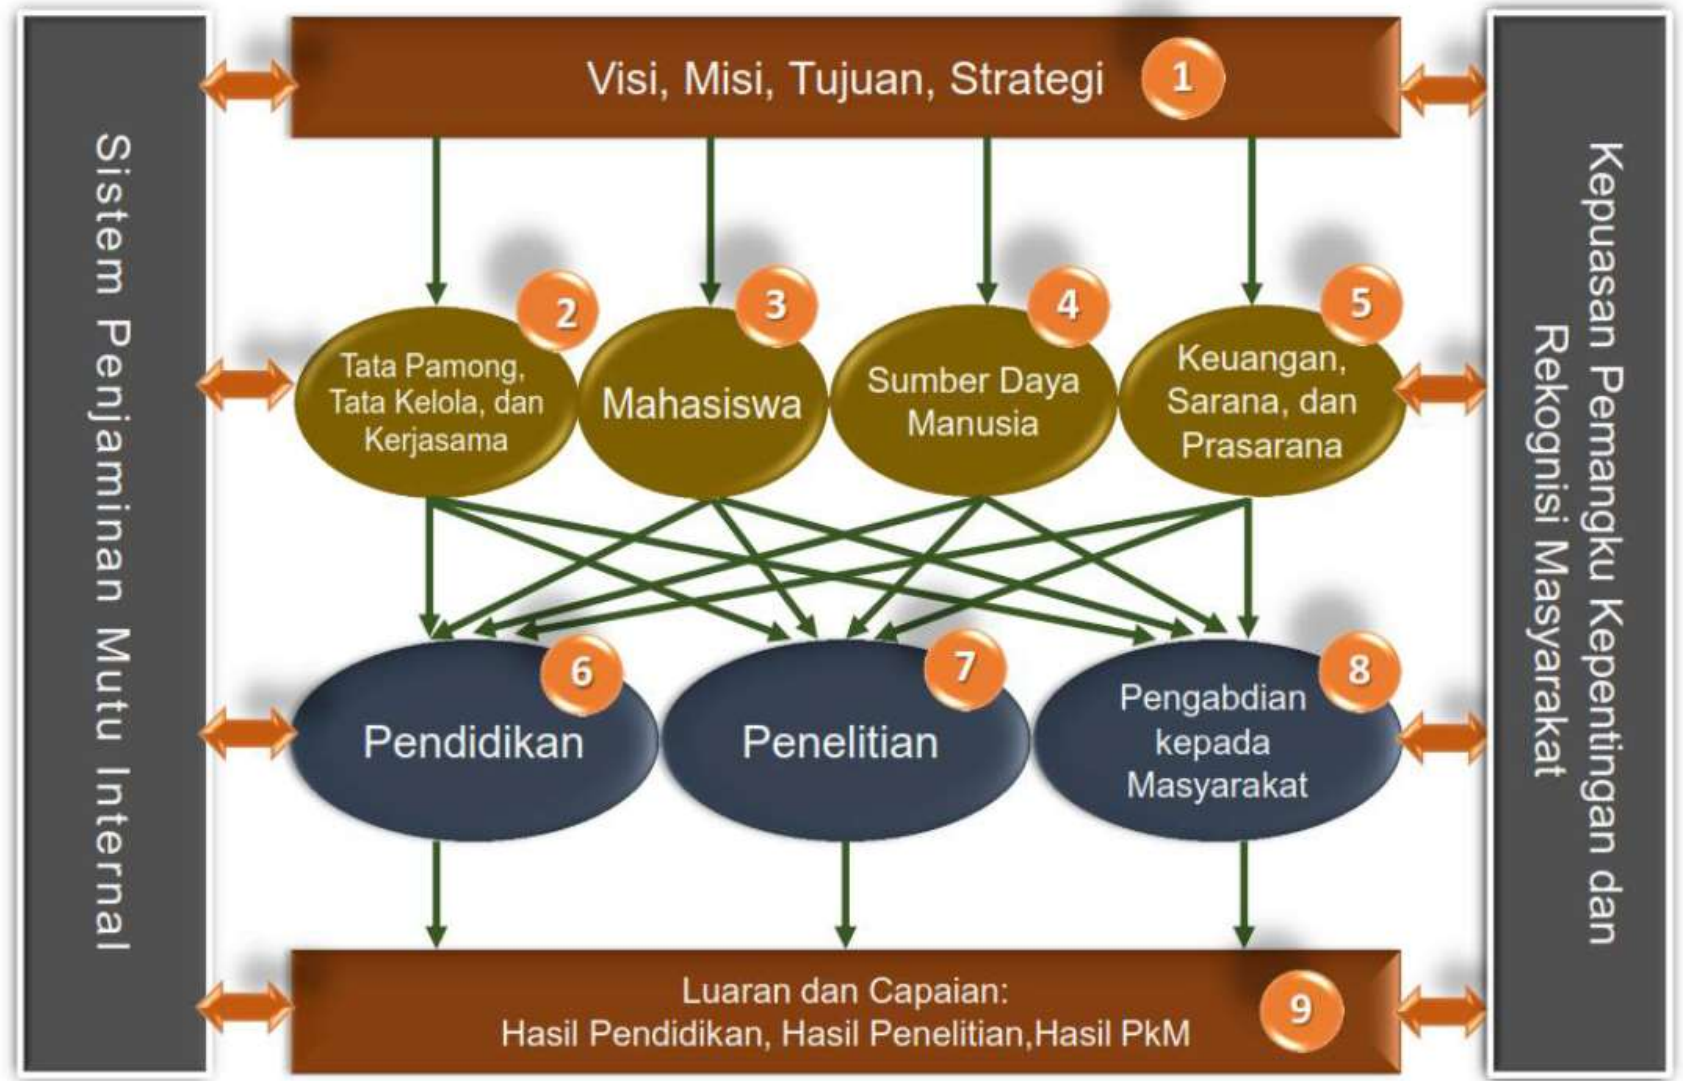 Sistem Penjaminan Mutu Internal
Visi, Misi, Tujuan, Strategi
1
2
Tata Pamong,
Tata Kelola, dan
Kerjasama
3
Mahasiswa
4
Sumber Daya
Manusia
5
Keuangan,
Sarana, dan
Prasarana
6
Pendidikan
7
Penelitian
8
Pengabdian
kepada
Masyarakat
Luaran dan Capaian:
Hasil Pendidikan, Hasil Penelitian,Hasil PkM
9
Kepuasan Pemangku Kepentingan dan
Rekognisi Masyarakat